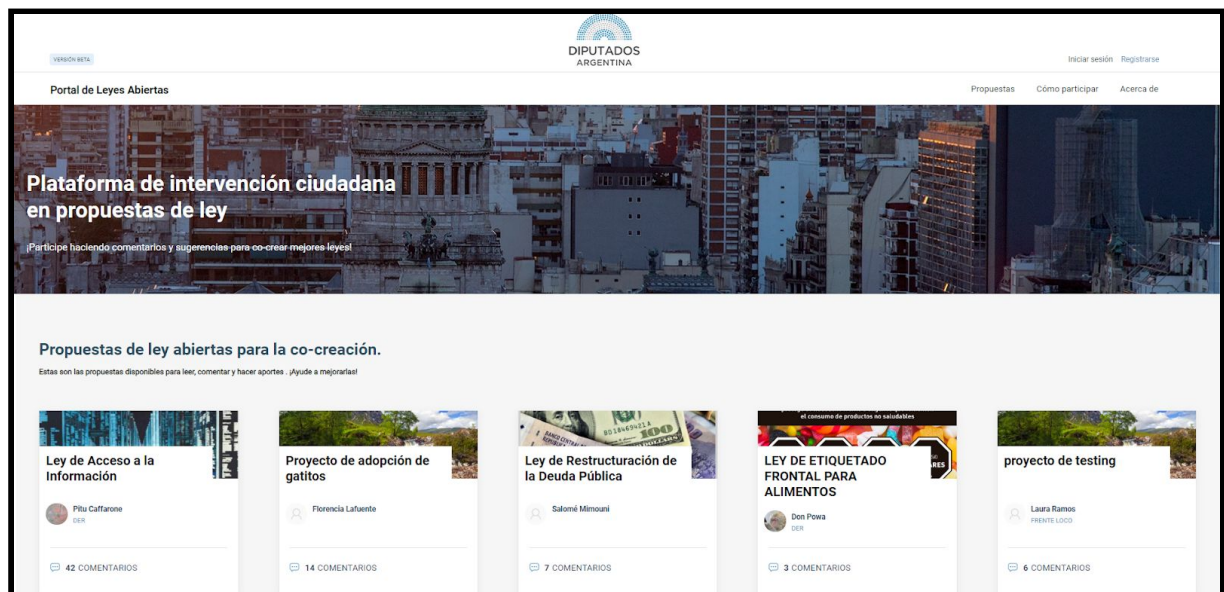 DIPUTADOS
ARGENTINA
VERSIÓN BETA
Iniciar sesión Registrarse
Portal de Leyes Abiertas
Propuestas Cómo participar Acerca de
Plataforma de intervención ciudadana
en propuestas de ley
¡Participe haciendo comentarios y sugerencias para co-crear mejores leyes!
Propuestas de ley abiertas para la co-creación.
Estas son las propuestas disponibles para leer, comentar y hacer aportes . ¡Ayude a mejorarlas!
Ley de Acceso a la
Información
Pitu Caffarone
DER
42 COMENTARIOS
Proyecto de adopción de
gatitos
Florencia Lafuente
14 COMENTARIOS
100
Ley de Restructuración de
la Deuda Pública
Salomé Mimouni
7 COMENTARIOS
el consumo de productos no saludables
LEY DE ETIQUETADO
FRONTAL PARA
ALIMENTOS
Don Powa
DER
3 COMENTARIOS
proyecto de testing
Laura Ramos
FRENTE LOCO
6 COMENTARIOS